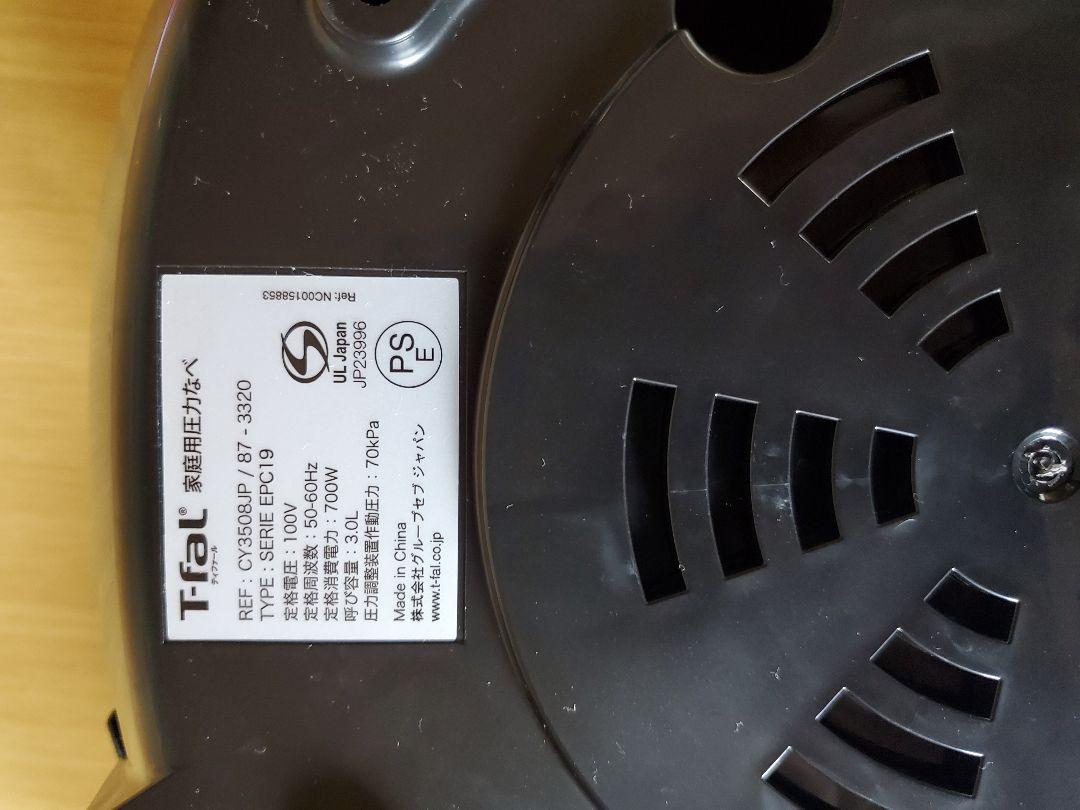 T-fal® 家庭用圧力なべ
ティファール
REF : CY3508JP / 87 - 3320
TYPE : SERIE EPC19
定格電圧 : 100V
定格周波数 : 50-60Hz
定格消費電力 : 700W
呼び容量 : 3.0L
圧力調整装置作動圧力 : 70kPa
Made in China
株式会社グループセブ ジャパン
www.t-fal.co.jp
S
UL Japan
JP23996
PS
E
Ref: NC00158853